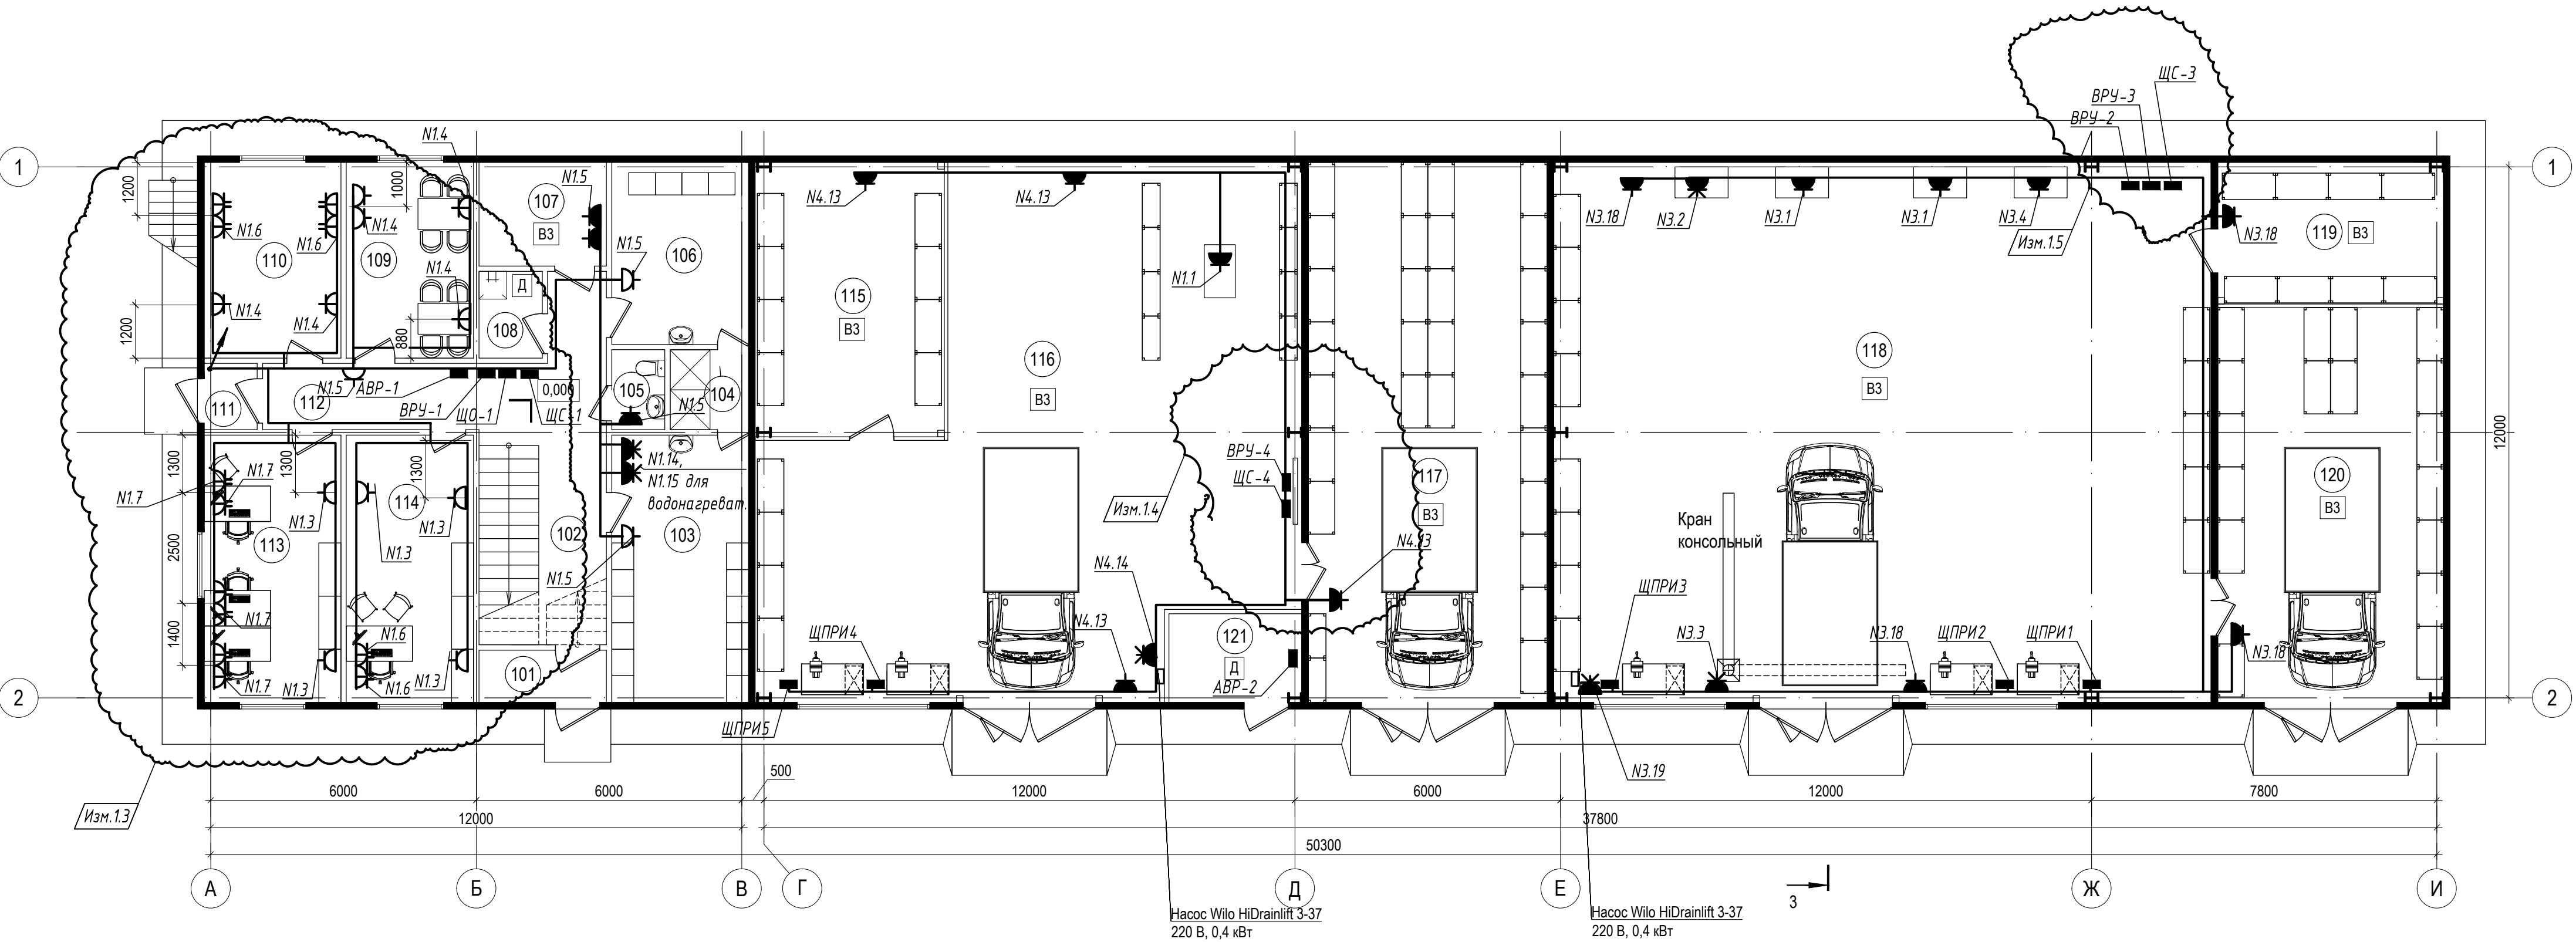 ЩС-3
ВРУ-3
ВРУ-2
N1.4
1
1
1200
1000
N1.5
107
В3
N1.6
N1.6
N1.4
110
109
N1.4
N1.5
106
N4.13
N4.13
N3.18
N3.2
N3.1
N3.1
N3.4
Изм.1.5
N3.18
119
В3
Д
108
N1.4
N1.4
1200
880
N1.1
115
В3
116
В3
118
В3
111
112
N1.5
АВР-1
ВРУ-1
ЩО-1
ЩС-1
0,000
105
104
N1.5
12000
1300
1300
N1.7
N1.7
N1.7
114
N1.3
N1.3
N1.14,
N1.15 для
водонагреват.
ВРУ-4
ЩС-4
Изм.1.4
117
В3
120
В3
Кран
консольный
2500
113
N1.3
102
103
N4.13
N4.14
N1.5
ЩПРИ3
1400
N1.7
N1.6
N4.13
ЩПРИ4
121
Д
N3.3
N3.18
ЩПРИ2
ЩПРИ1
N3.18
N1.7
N1.3
N1.6
N1.3
101
АВР-2
2
2
ЩПРИ5
N3.19
500
6000
6000
12000
6000
12000
7800
Изм.1.3
12000
37800
50300
А
Б
В
Г
Д
Е
Ж
И
3
Насос Wilo HiDrainlift 3-37
220 В, 0,4 кВт
Насос Wilo HiDrainlift 3-37
220 В, 0,4 кВт